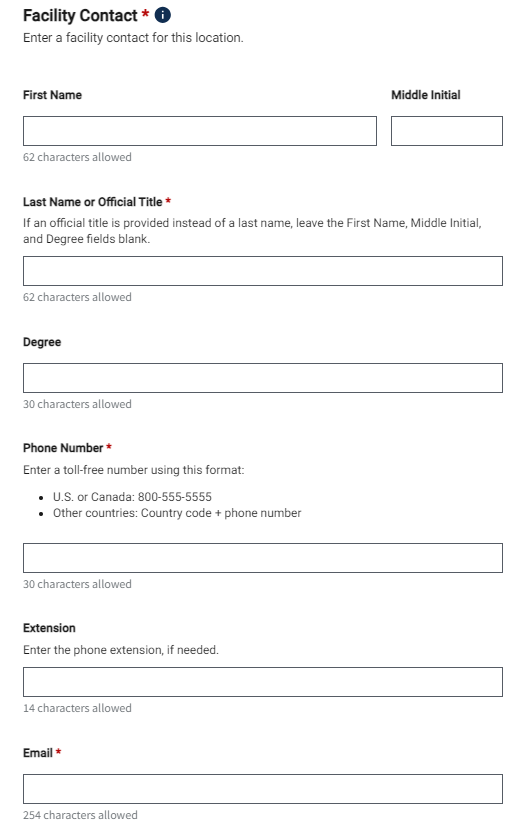 Facility Contact * i
Enter a facility contact for this location.
First Name
Middle Initial
62 characters allowed
Last Name or Official Title *
If an official title is provided instead of a last name, leave the First Name, Middle Initial,
and Degree fields blank.
62 characters allowed
Degree
30 characters allowed
Phone Number *
Enter a toll-free number using this format:
• U.S. or Canada: 800-555-5555
• Other countries: Country code + phone number
30 characters allowed
Extension
Enter the phone extension, if needed.
14 characters allowed
Email *
254 characters allowed